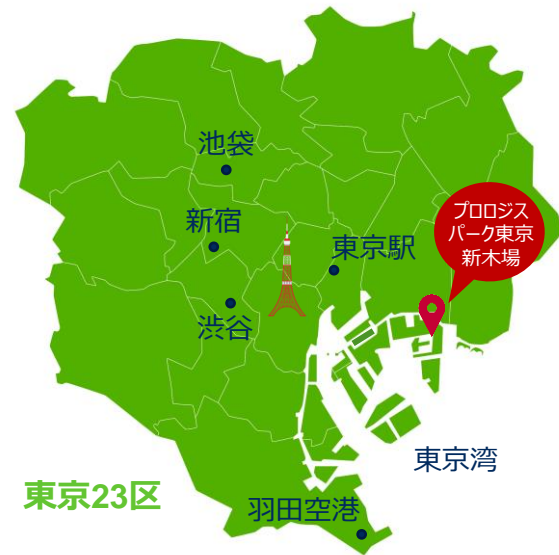 池袋
新宿
東京駅
渋谷
プロロジス
パーク東京
新木場
東京湾
東京23区
羽田空港